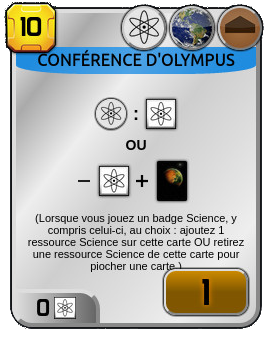 10
CONFÉRENCE D'OLYMPUS
:
OU
− +
(Lorsque vous jouez un badge Science, y
compris celui-ci, au choix : ajoutez 1
ressource Science sur cette carte OU retirez
une ressource Science de cette carte pour
piocher une carte.)
0
1